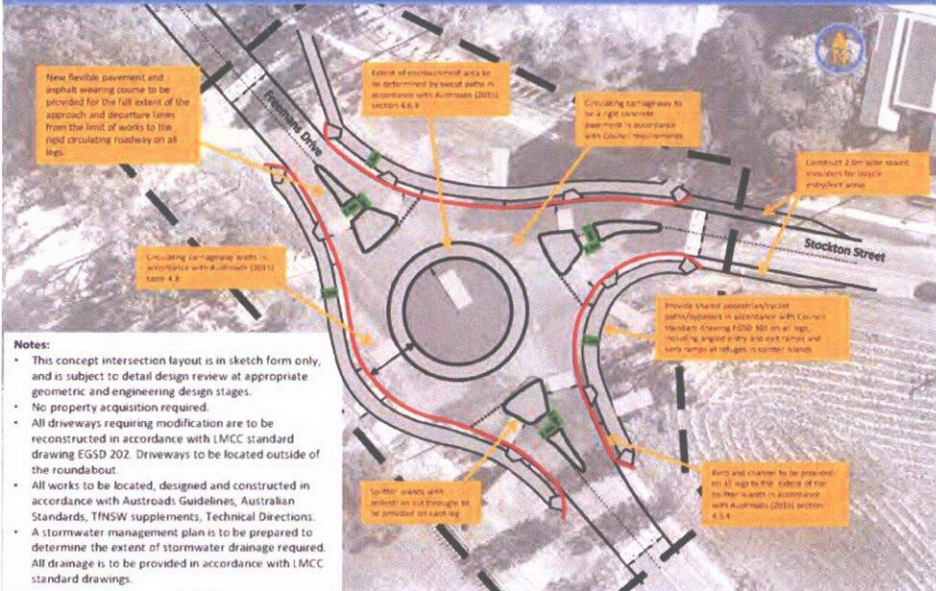 New flexible pavement and
asphalt wearing course to be
provided for the full extent of the
approach and departure lanes
from the limit of works to the
rigid circulating roadway on all
legs.
Extent of encroachment area to
be determined by swept paths in
accordance with Austroads (2015),
section 4.6.3
Circulating carriageway to
be a rigid concrete
pavement in accordance
with Council requirements
Construct 2.0m wide sealed
shoulders for bicycle
entry/exit areas
Freemans Drive
Stockton Street
Circulating carriageway width in
accordance with Austroads (2015)
table 4.3
Provide shared pedestrian/cyclist
paths/bypasses in accordance with Council
standard drawing EGSD 301 on all legs,
including angled entry and exit ramps and
kerb ramps at refuges in splitter islands
Splitter islands with
pedestrian cut throughs to
be provided on each leg
Kerb and channel to be provided
on all legs to the extent of the
splitter islands in accordance
with Austroads (2015) section
Notes:
• This concept intersection layout is in sketch form only,
and is subject to detail design review at appropriate
geometric and engineering design stages.
• No property acquisition required.
• All driveways requiring modification are to be
reconstructed in accordance with LMCC standard
drawing EGSD 202. Driveways to be located outside of
the roundabout.
• All works to be located, designed and constructed in
accordance with Austroads Guidelines, Australian
Standards, TfNSW supplements, Technical Directions.
• A stormwater management plan is to be prepared to
determine the extent of stormwater drainage required.
All drainage is to be provided in accordance with LMCC
standard drawings.